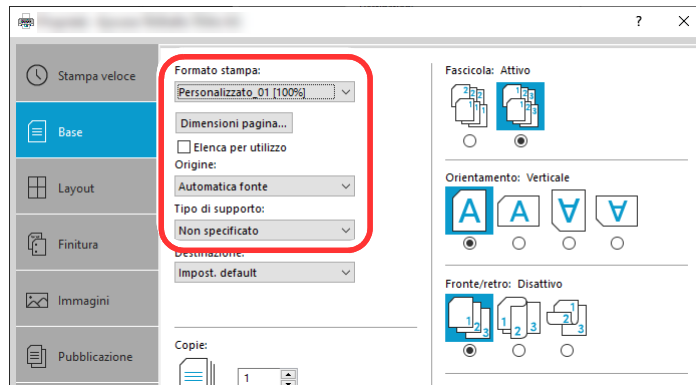 ?
Stampa veloce
Base
Layout
Finitura
Immagini
Pubblicazione
Formato stampa:
Personalizzato_01 [100%]
Dimensioni pagina...
Elenca per utilizzo
Origine:
Automatica fonte
Tipo di supporto:
Non specificato
Destinazione:
Impost. default
Copie:
1
Fascicola: Attivo
Orientamento: Verticale
A A A A
Fronte/retro: Disattivo